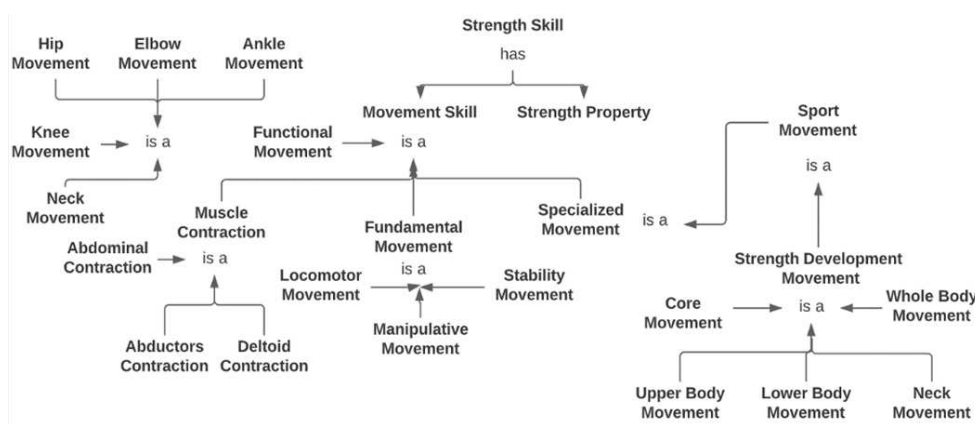 Strength Skill
has
Hip
Movement
Elbow
Movement
Ankle
Movement
Movement Skill
Strength Property
Sport
Movement
Knee
Movement
is a
Functional
Movement
is a
is a
Neck
Movement
Muscle
Contraction
Fundamental
Movement
Specialized
Movement
is a
Abdominal
Contraction
is a
Strength Development
Movement
Locomotor
Movement
is a
Stability
Movement
Core
Movement
is a
Whole Body
Movement
Manipulative
Movement
Abductors
Contraction
Deltoid
Contraction
Upper Body
Movement
Lower Body
Movement
Neck
Movement